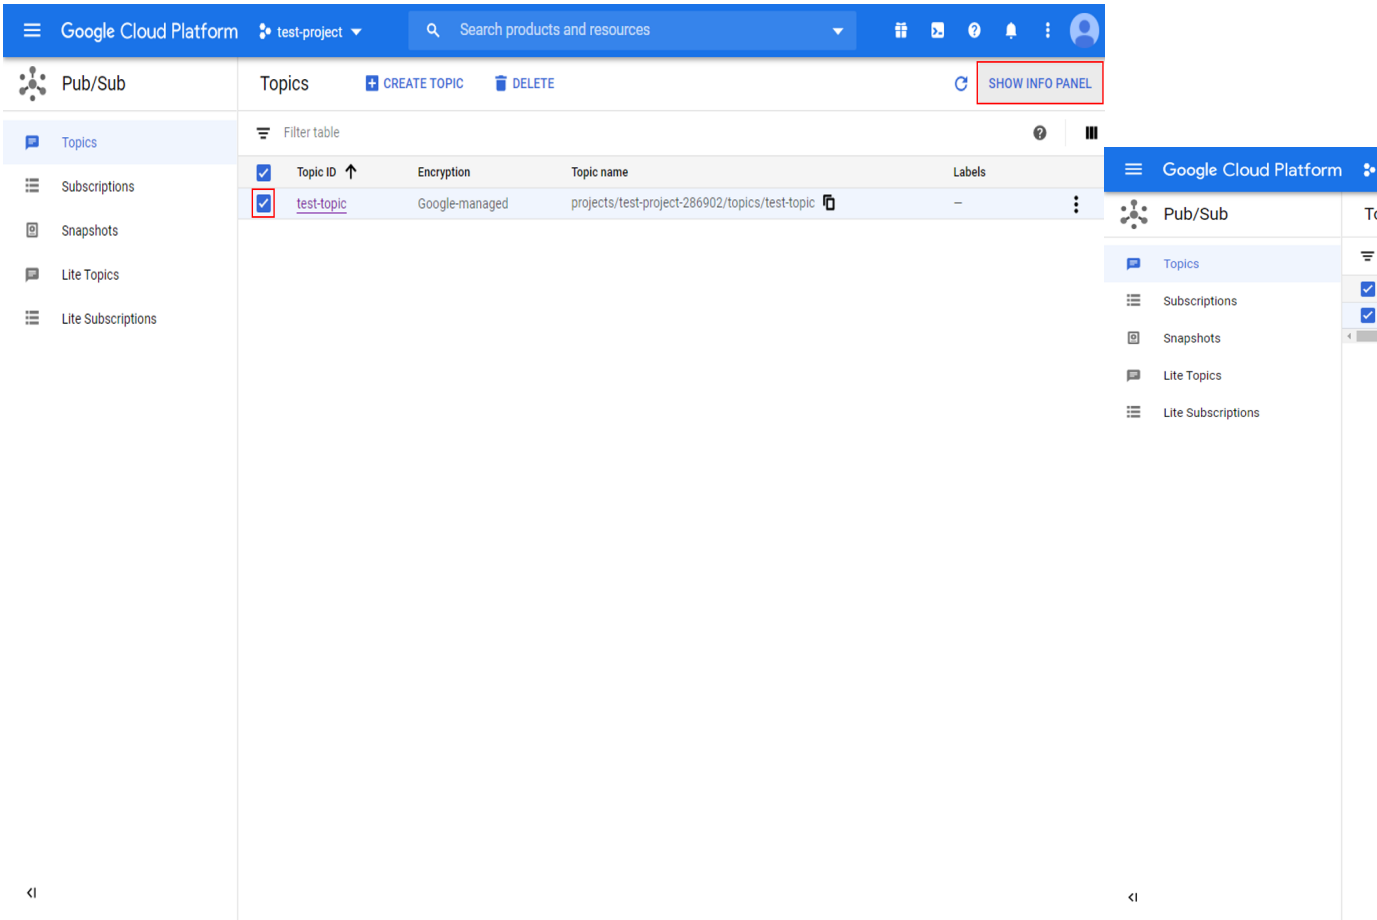 Google Cloud Platform test-project Search products and resources
Pub/Sub Topics CREATE TOPIC DELETE SHOW INFO PANEL
Topics
Subscriptions
Snapshots
Lite Topics
Lite Subscriptions
Filter table
Topic ID Encryption Topic name Labels
test-topic Google-managed projects/test-project-286902/topics/test-topic –
Google Cloud Platform
Pub/Sub
Topics
Subscriptions
Snapshots
Lite Topics
Lite Subscriptions